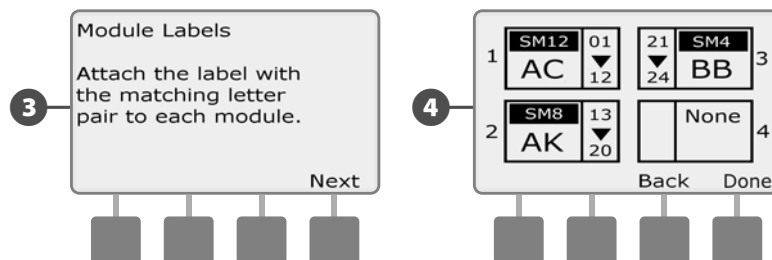 3
Module Labels
Attach the label with
the matching letter
pair to each module.
Next
4
1
SM12
AC
01
12
21
24
SM4
BB
3
2
SM8
AK
13
20
None
4
Back
Done